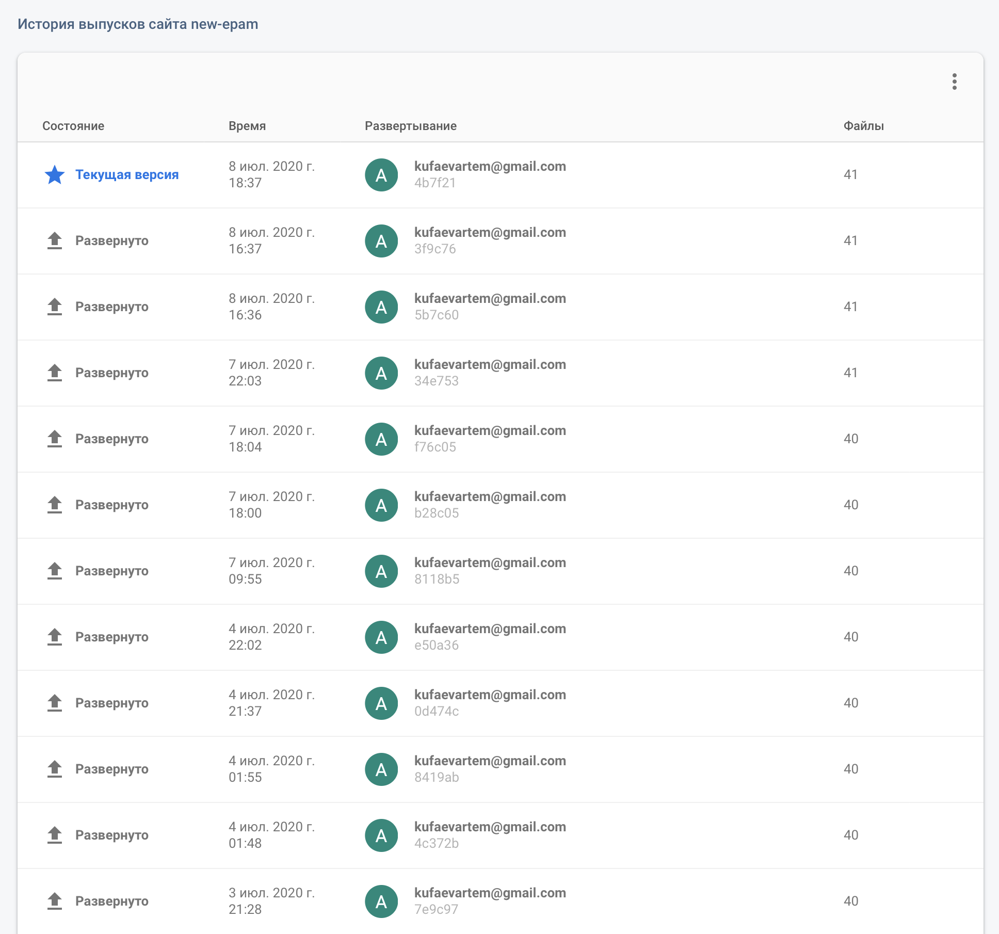 История выпусков сайта new-epam
Состояние Время Развертывание Файлы
Текущая версия 8 июл. 2020 г. 18:37 A kufaevartem@gmail.com 4b7f21 41
Развернуто 8 июл. 2020 г. 16:37 A kufaevartem@gmail.com 3f9c76 41
Развернуто 8 июл. 2020 г. 16:36 A kufaevartem@gmail.com 5b7c60 41
Развернуто 7 июл. 2020 г. 22:03 A kufaevartem@gmail.com 34e753 41
Развернуто 7 июл. 2020 г. 18:04 A kufaevartem@gmail.com f76c05 40
Развернуто 7 июл. 2020 г. 18:00 A kufaevartem@gmail.com b28c05 40
Развернуто 7 июл. 2020 г. 09:55 A kufaevartem@gmail.com 8118b5 40
Развернуто 4 июл. 2020 г. 22:02 A kufaevartem@gmail.com e50a36 40
Развернуто 4 июл. 2020 г. 21:37 A kufaevartem@gmail.com 0d474c 40
Развернуто 4 июл. 2020 г. 01:55 A kufaevartem@gmail.com 8419ab 40
Развернуто 4 июл. 2020 г. 01:48 A kufaevartem@gmail.com 4c372b 40
Развернуто 3 июл. 2020 г. 21:28 A kufaevartem@gmail.com 7e9c97 40